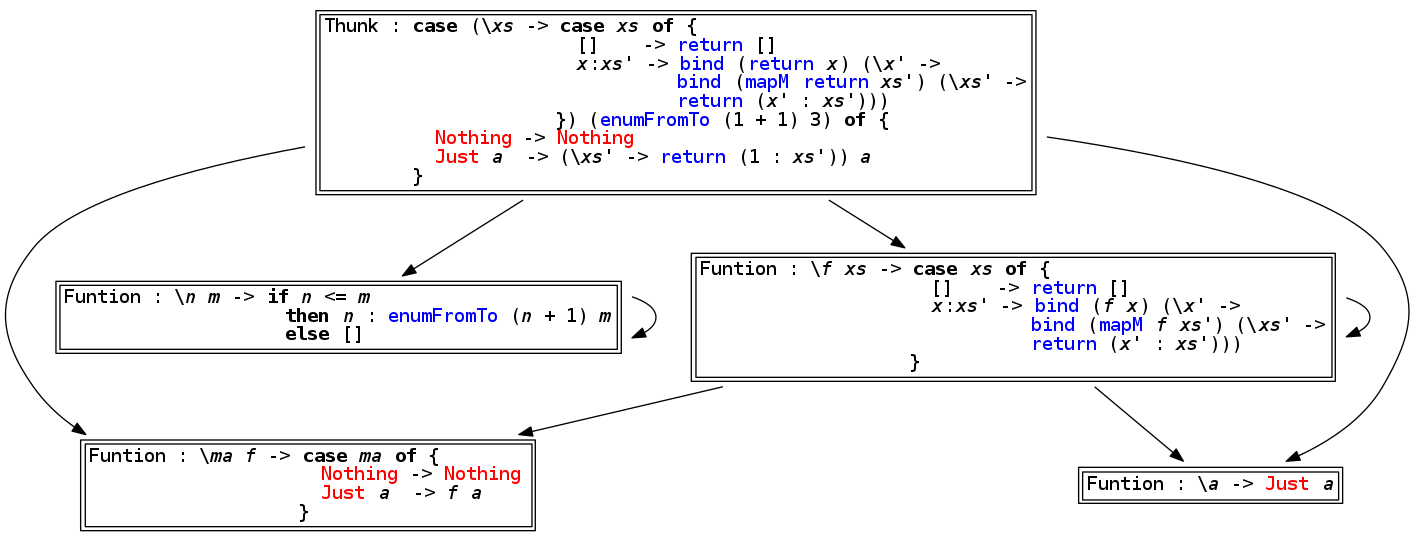 Thunk : case (\xs -> case xs of {
[]    -> return []
x:xs' -> bind (return x) (\x' ->
bind (mapM return xs') (\xs' ->
return (x' : xs')))
}) (enumFromTo (1 + 1) 3) of {
Nothing -> Nothing
Just a  -> (\xs' -> return (1 : xs')) a
}
Funtion : \n m -> if n <= m
then n : enumFromTo (n + 1) m
else []
Funtion : \f xs -> case xs of {
[]    -> return []
x:xs' -> bind (f x) (\x' ->
bind (mapM f xs') (\xs' ->
return (x' : xs')))
}
Funtion : \ma f -> case ma of {
Nothing -> Nothing
Just a  -> f a
}
Funtion : \a -> Just a